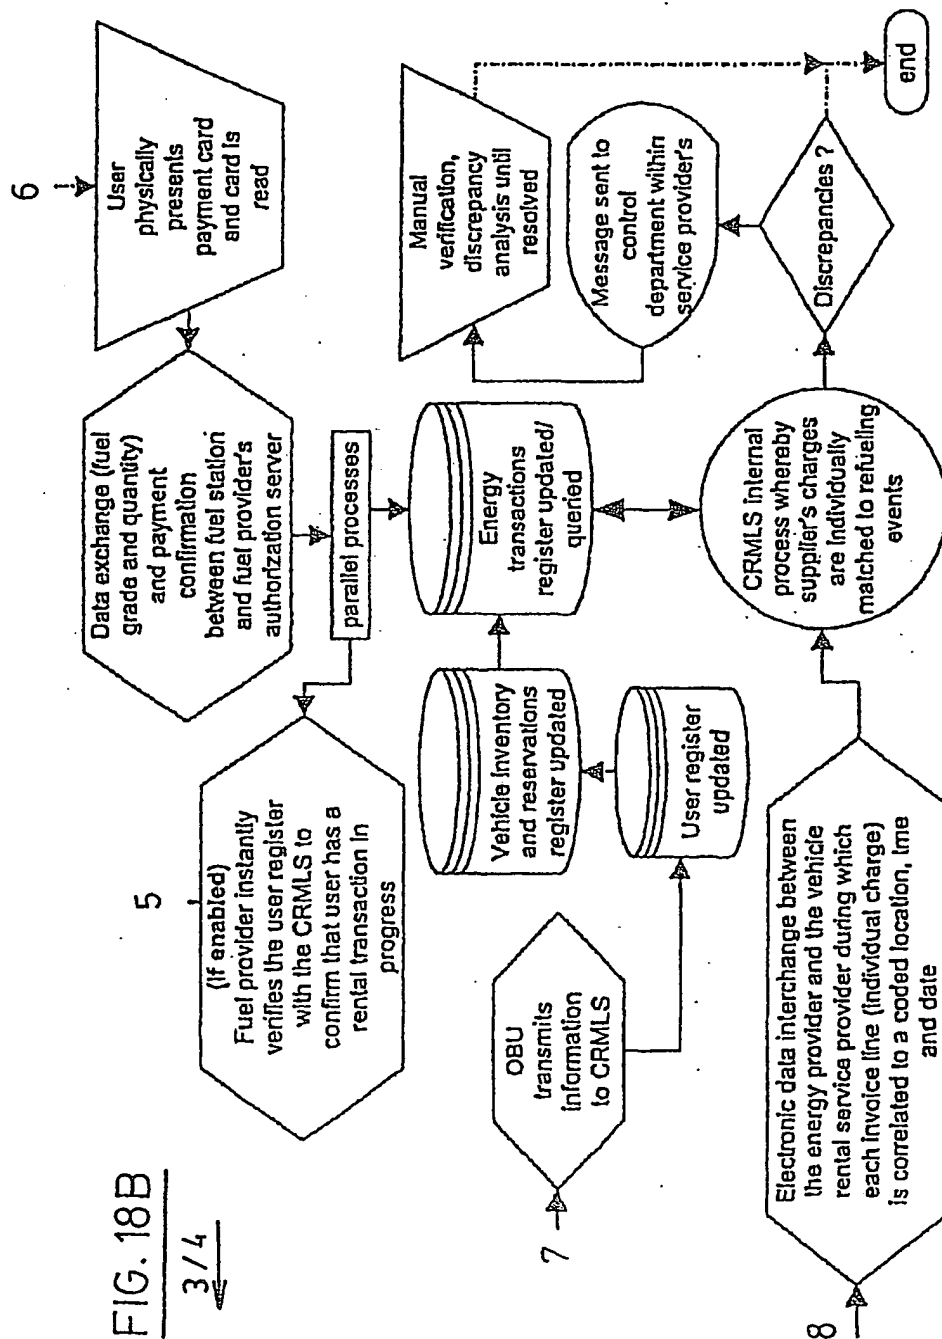 FIG. 18B
3/4
6
User
physically
presents
payment card
and card is
read
Data exchange (fuel
grade and quantity)
and payment
confirmation
between fuel station
and fuel provider's
authorization server
parallel processes
5
(If enabled)
Fuel provider instantly
verifies the user register
with the CRMLS to
confirm that user has a
rental transaction in
progress
Energy
transactions
register updated/
queried
Vehicle Inventory
and reservations
register updated
User register
updated
7
OBU
transmits
information
to CRMLS
8
Electronic data interchange between
the energy provider and the vehicle
rental service provider during which
each invoice line (individual charge)
is correlated to a coded location, tme
and date
CRMLS internal
process whereby
supplier's charges
are individually
matched to refueling
events
Discrepancies ?
Message sent to
control
department within
service provider's
Manual
verification,
discrepancy
analysis until
resolved
end